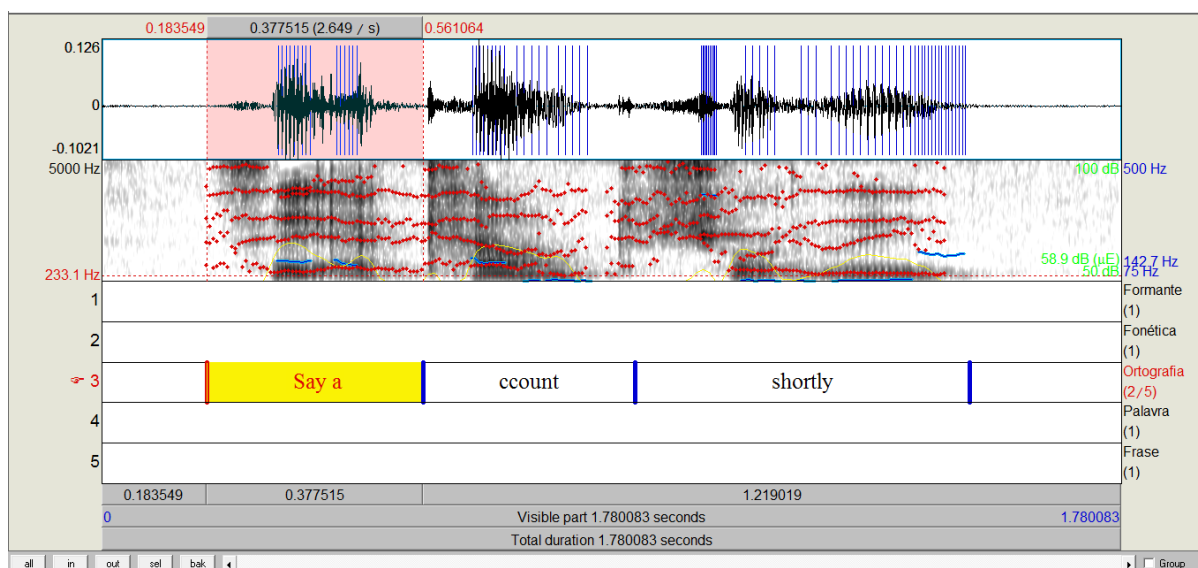 0.183549 0.377515 (2.649 / s) 0.561064
0.126
0
-0.1021
5000 Hz 100 dB 500 Hz
58.9 dB (µE) 142.7 Hz
233.1 Hz 50 dB 75 Hz
1 Formante
(1)
2 Fonética
(1)
☞ 3 Say a ccount shortly Ortografia
(2/5)
4 Palavra
(1)
5 Frase
(1)
0.183549 0.377515 1.219019
0 Visible part 1.780083 seconds 1.780083
Total duration 1.780083 seconds
all in out sel bak Group